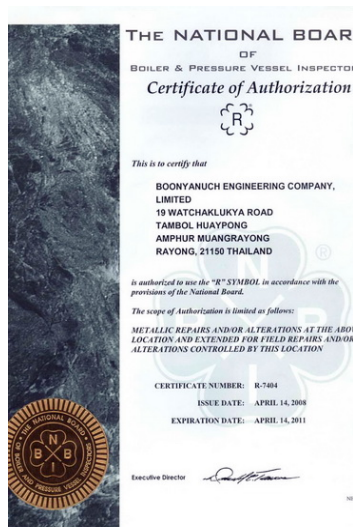 THE NATIONAL BOAR
OF
BOILER & PRESSURE VESSEL INSPECTO
Certificate of Authorization
R
This is to certify that
BOONYANUCH ENGINEERING COMPANY,
LIMITED
19 WATCHAKLUKYA ROAD
TAMBOL HUAYPONG
AMPHUR MUANGRAYONG
RAYONG, 21150 THAILAND
is authorized to use the "R" SYMBOL in accordance with the
provisions of the National Board.
The scope of Authorization is limited as follows:
METALLIC REPAIRS AND/OR ALTERATIONS AT THE ABO
LOCATION AND EXTENDED FOR FIELD REPAIRS AND/OR
ALTERATIONS CONTROLLED BY THIS LOCATION
CERTIFICATE NUMBER: R-7404
ISSUE DATE: APRIL 14, 2008
EXPIRATION DATE: APRIL 14, 2011
THE NATIONAL BOARD
OF BOILER AND PRESSURE VESSEL
N
B B
I
Executive Director